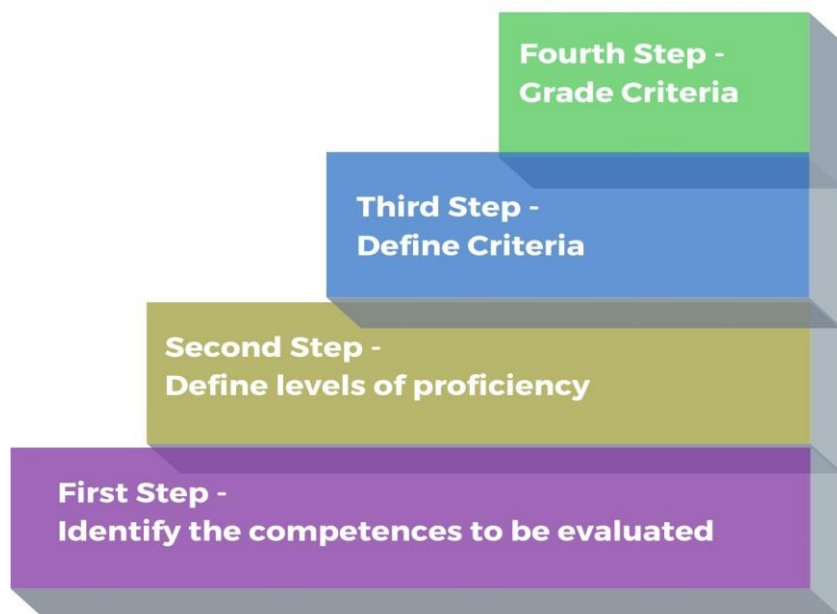 Fourth Step -
Grade Criteria
Third Step -
Define Criteria
Second Step -
Define levels of proficiency
First Step -
Identify the competences to be evaluated